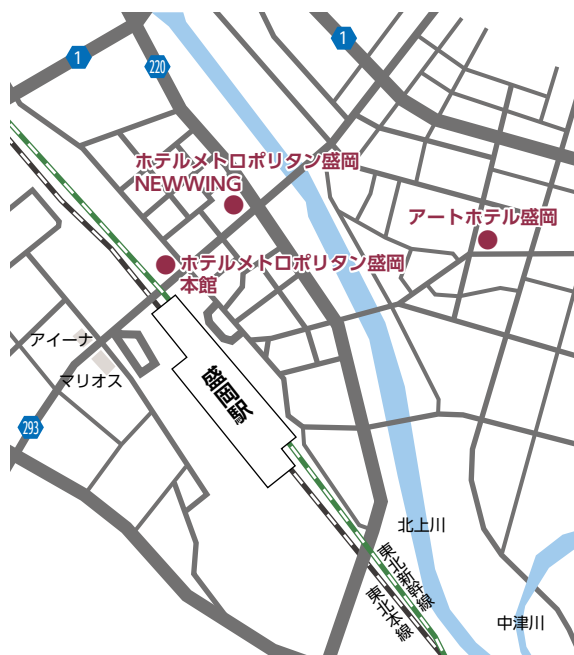 1
220
1
ホテルメトロポリタン盛岡
NEWWING
アートホテル盛岡
ホテルメトロポリタン盛岡
本館
アイーナ
マリオス
盛岡駅
293
北上川
東北新幹線
東北本線
中津川